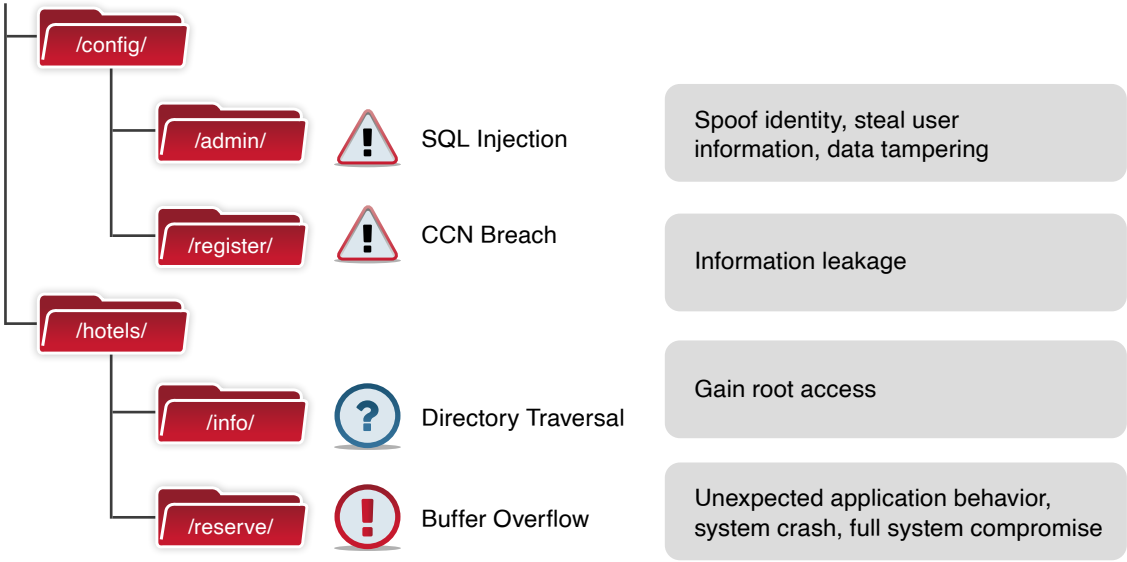 /config/
/admin/
SQL Injection
Spoof identity, steal user
information, data tampering
/register/
CCN Breach
Information leakage
/hotels/
/info/
Directory Traversal
Gain root access
/reserve/
Buffer Overflow
Unexpected application behavior,
system crash, full system compromise